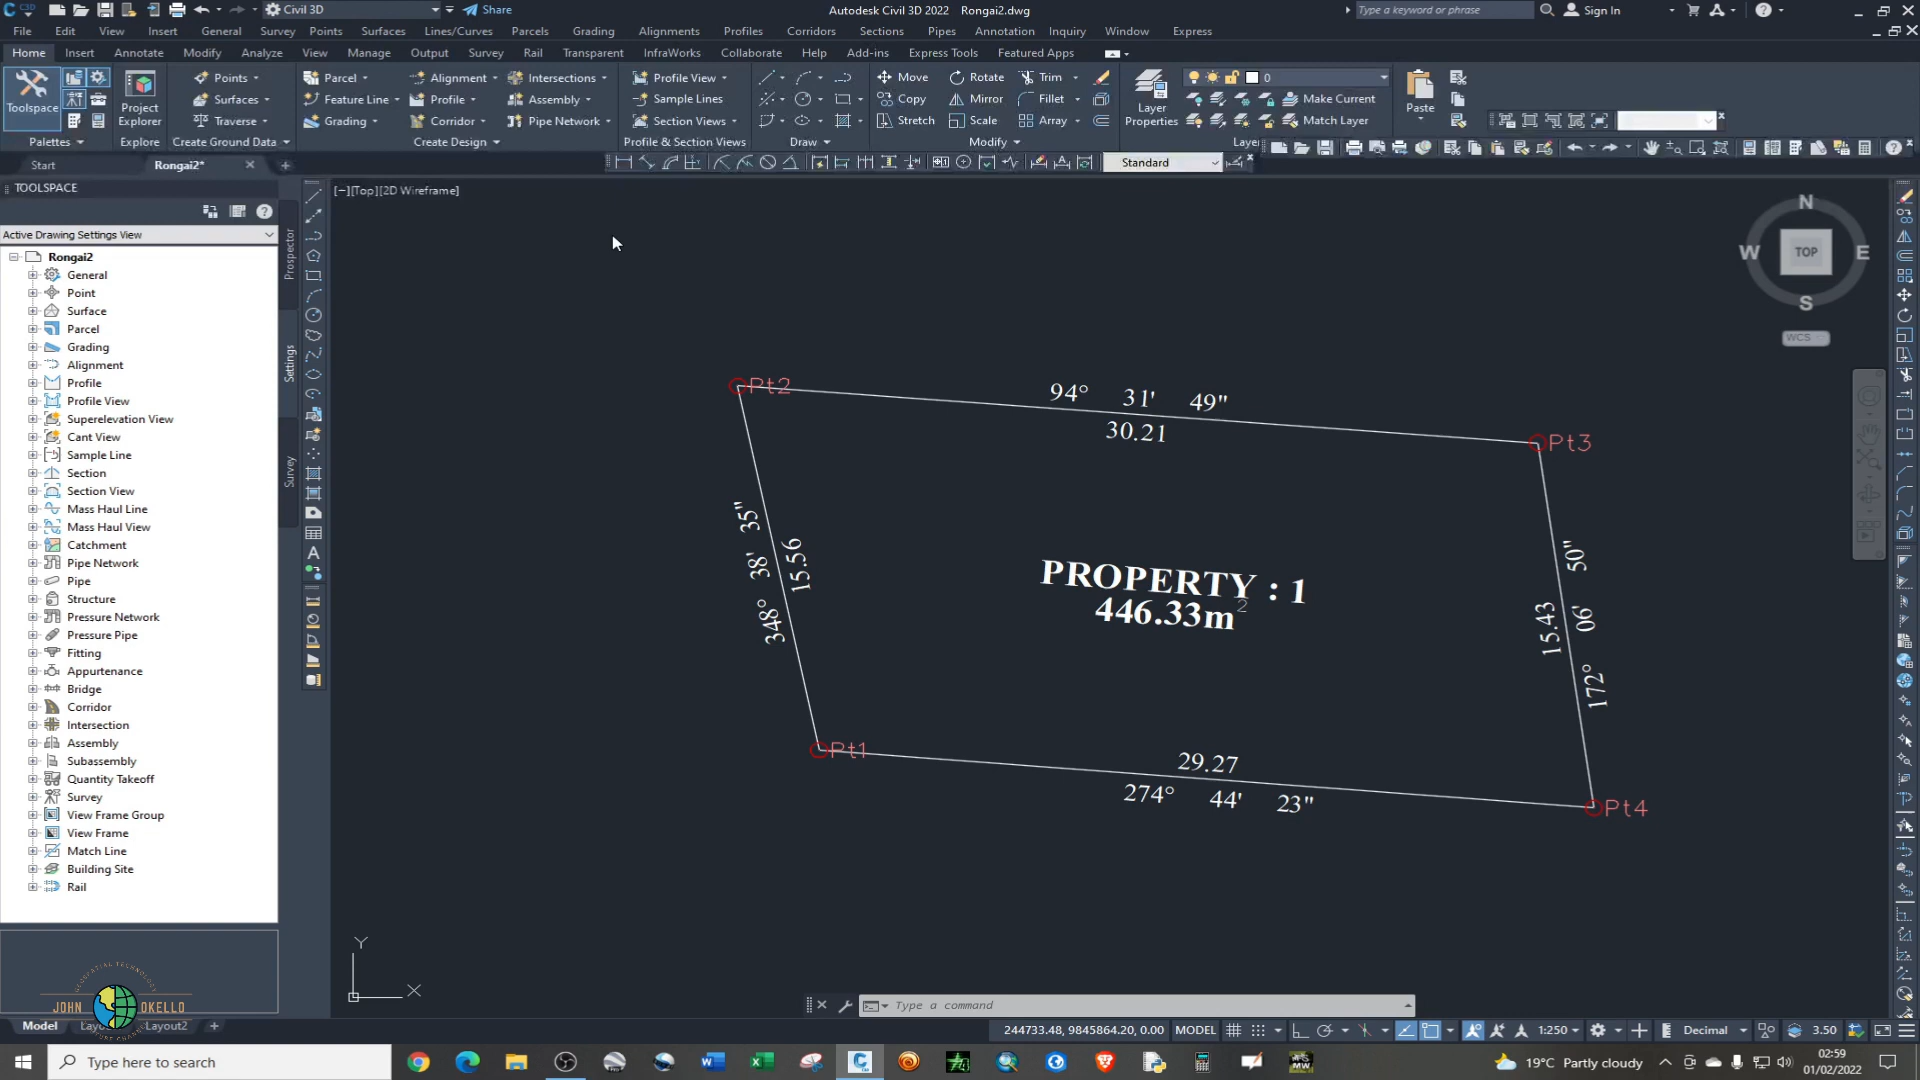 Civil 3D
Share
Autodesk Civil 3D 2022 Rongai2.dwg
Type a keyword or phrase
Sign In
File Edit View Insert General Survey Points Surfaces Lines/Curves Parcels Grading Alignments Profiles Corridors Sections Pipes Annotation Inquiry Window Express
Home Insert Annotate Modify Analyze View Manage Output Survey Rail Transparent InfraWorks Collaborate Help Add-ins Express Tools Featured Apps
Points Parcel Alignment Intersections Profile View Move Rotate Trim 0
Toolspace Project Explorer Surfaces Feature Line Profile Assembly Sample Lines Copy Mirror Fillet Layer Properties Make Current Paste
Traverse Grading Corridor Pipe Network Section Views Stretch Scale Array Match Layer
Palettes Explore Create Ground Data Create Design Profile & Section Views Draw Modify Layer
Start Rongai2* Standard
TOOLSPACE
[−][Top][2D Wireframe]
Active Drawing Settings View
Rongai2
General
Point
Surface
Parcel
Grading
Alignment
Profile
Profile View
Superelevation View
Cant View
Sample Line
Section
Section View
Mass Haul Line
Mass Haul View
Catchment
Pipe Network
Pipe
Structure
Pressure Network
Pressure Pipe
Fitting
Appurtenance
Bridge
Corridor
Intersection
Assembly
Subassembly
Quantity Takeoff
Survey
View Frame Group
View Frame
Match Line
Building Site
Rail
Prospector
Settings
Survey
N
W TOP E
S
WCS
Pt2
94° 31' 49"
30.21
Pt3
348° 38' 35"
15.56
PROPERTY : 1
446.33m²
15.43
172° 06' 50"
Pt1
29.27
274° 44' 23"
Pt4
Y
X
GEOSPATIAL TECHNOLOGY
JOHN OKELLO
Type a command
Model Layout2
244733.48, 9845864.20, 0.00 MODEL 1:250 Decimal 3.50
Type here to search
19°C Partly cloudy
02:59
01/02/2022